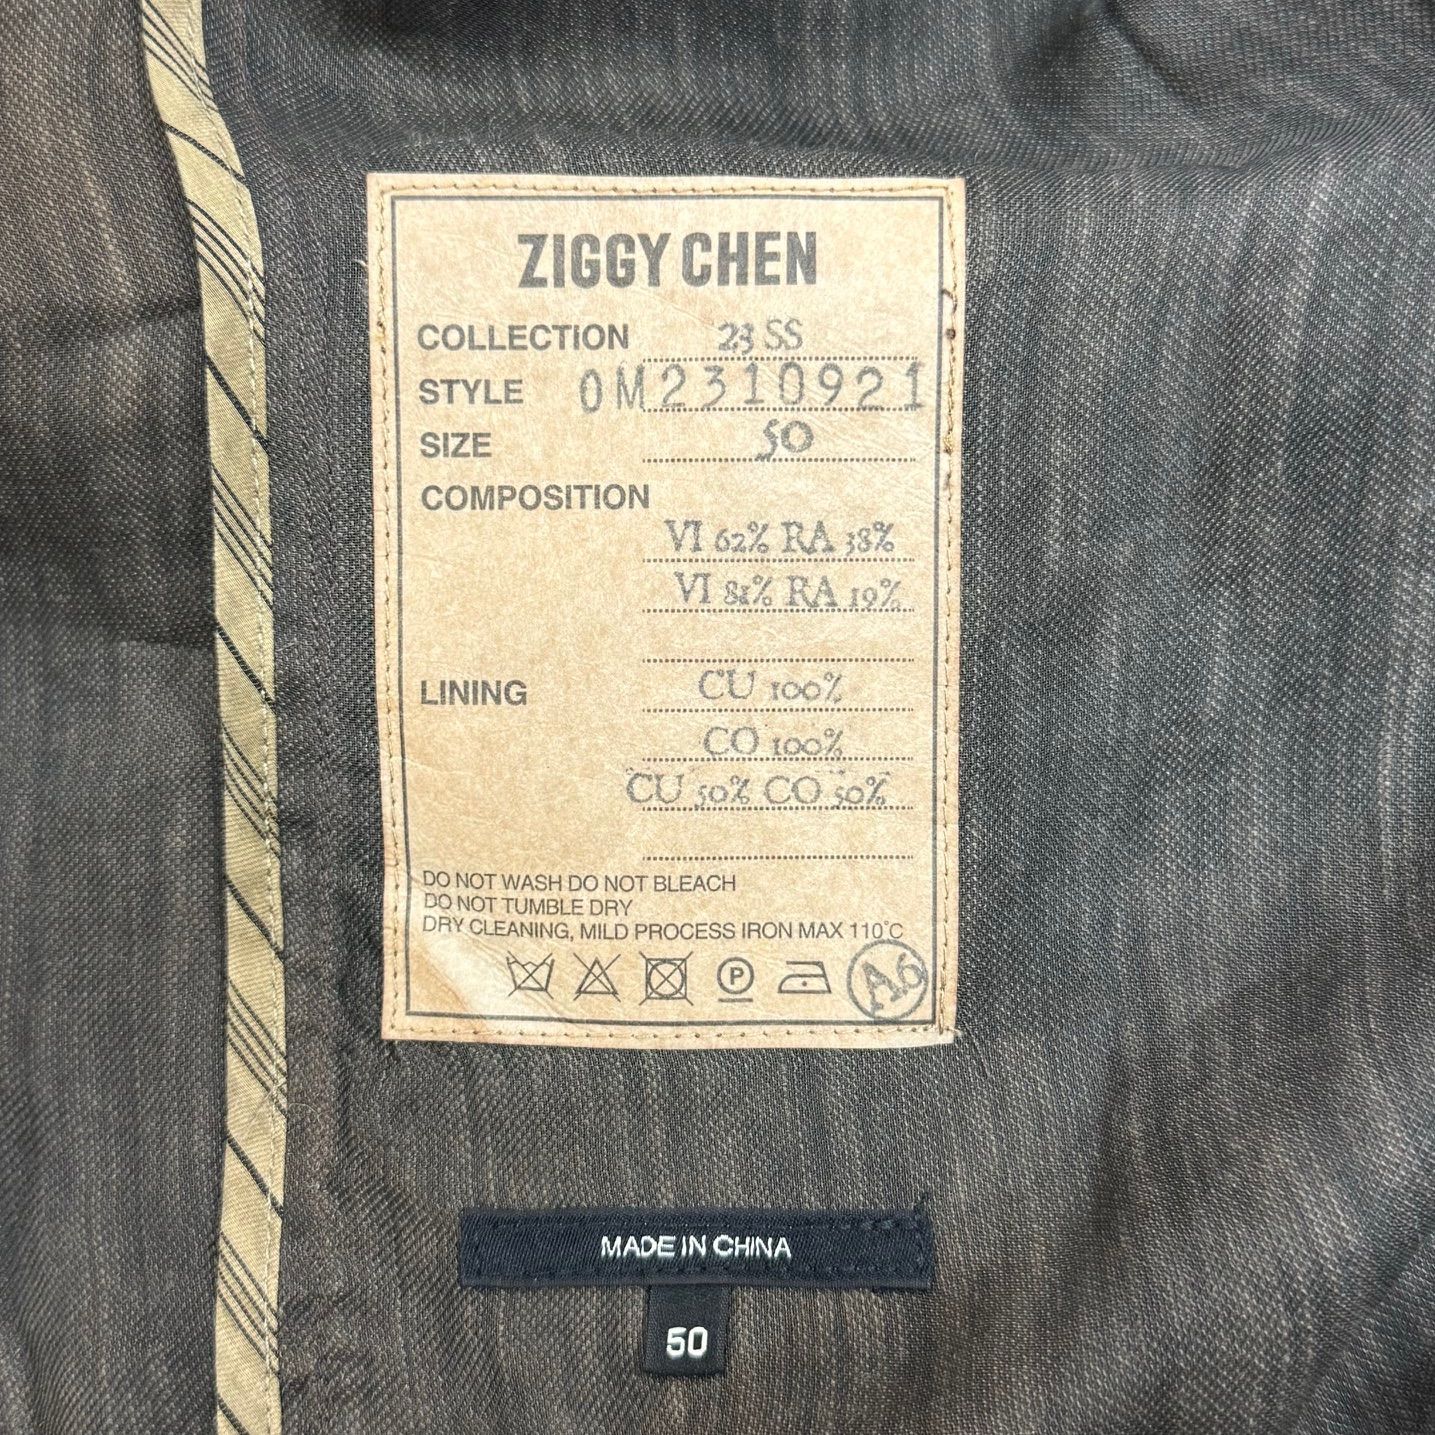 ZIGGY CHEN
COLLECTION 23 SS
STYLE 0M2310921
SIZE 50
COMPOSITION
VI 62% RA 38%
VI 81% RA 19%
LINING CU 100%
CO 100%
CU 50% CO 50%
DO NOT WASH DO NOT BLEACH
DO NOT TUMBLE DRY
DRY CLEANING, MILD PROCESS IRON MAX 110°C
P
A6
MADE IN CHINA
50